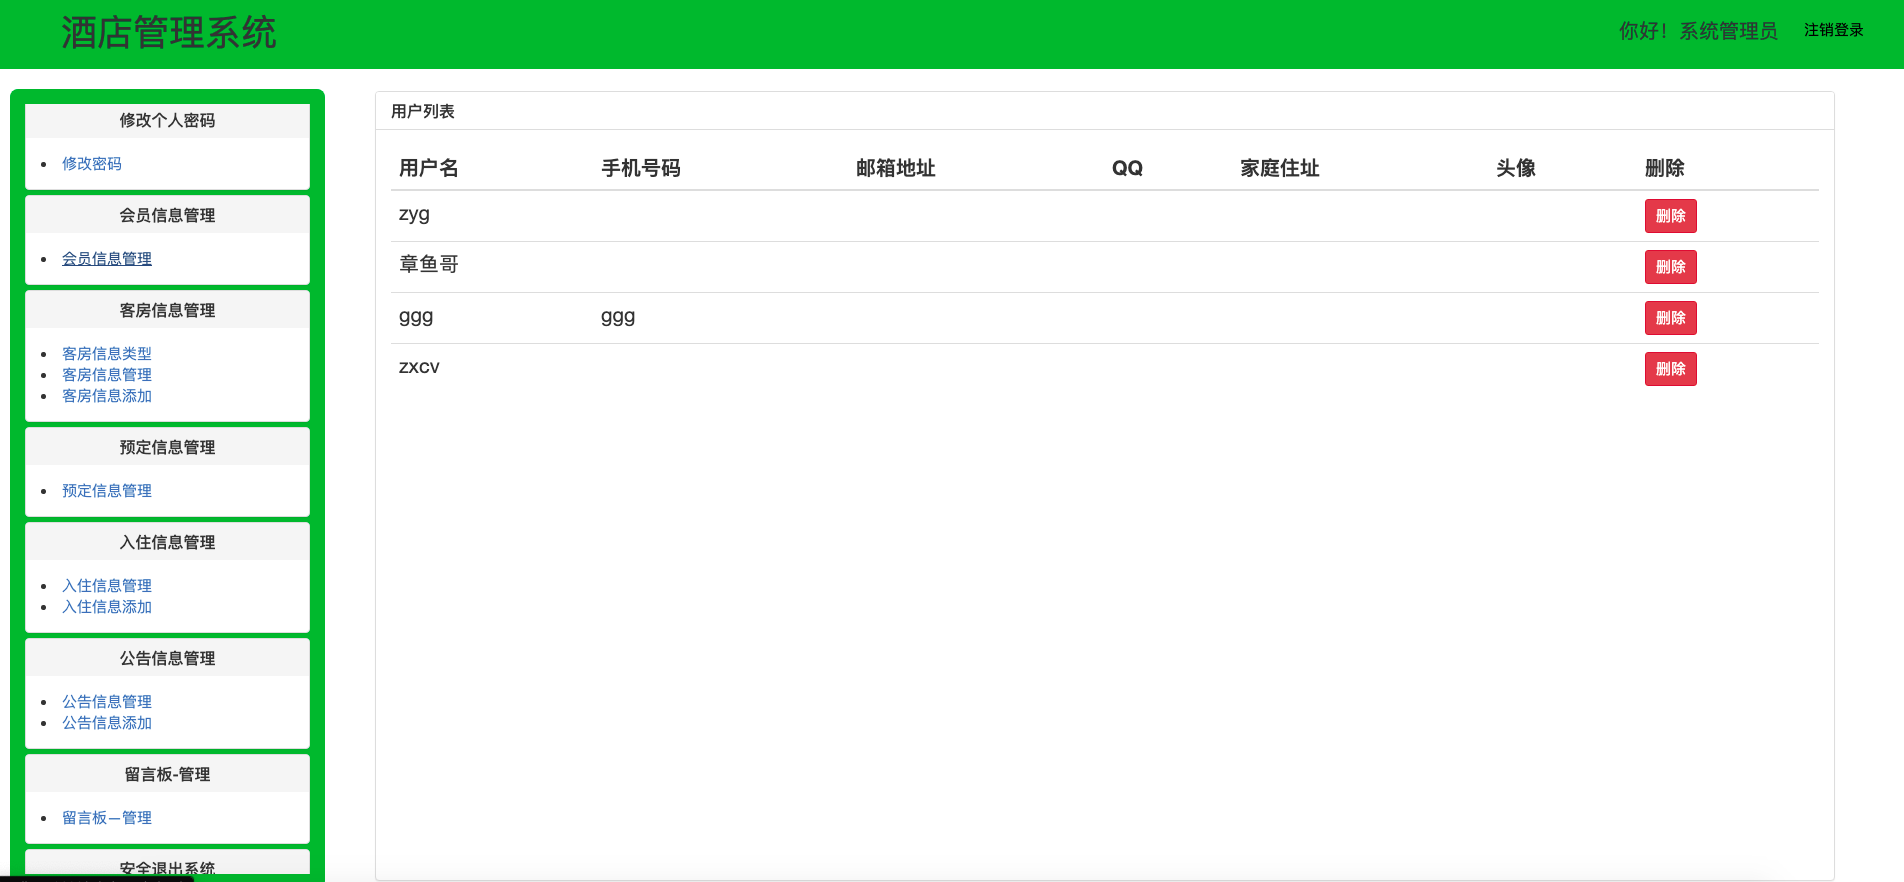 酒店管理系统
你好！系统管理员 注销登录
修改个人密码
修改密码
会员信息管理
会员信息管理
客房信息管理
客房信息类型
客房信息管理
客房信息添加
预定信息管理
预定信息管理
入住信息管理
入住信息管理
入住信息添加
公告信息管理
公告信息管理
公告信息添加
留言板-管理
留言板—管理
安全退出系统
用户列表
用户名 手机号码 邮箱地址 QQ 家庭住址 头像 删除
zyg 删除
章鱼哥 删除
ggg ggg 删除
zxcv 删除